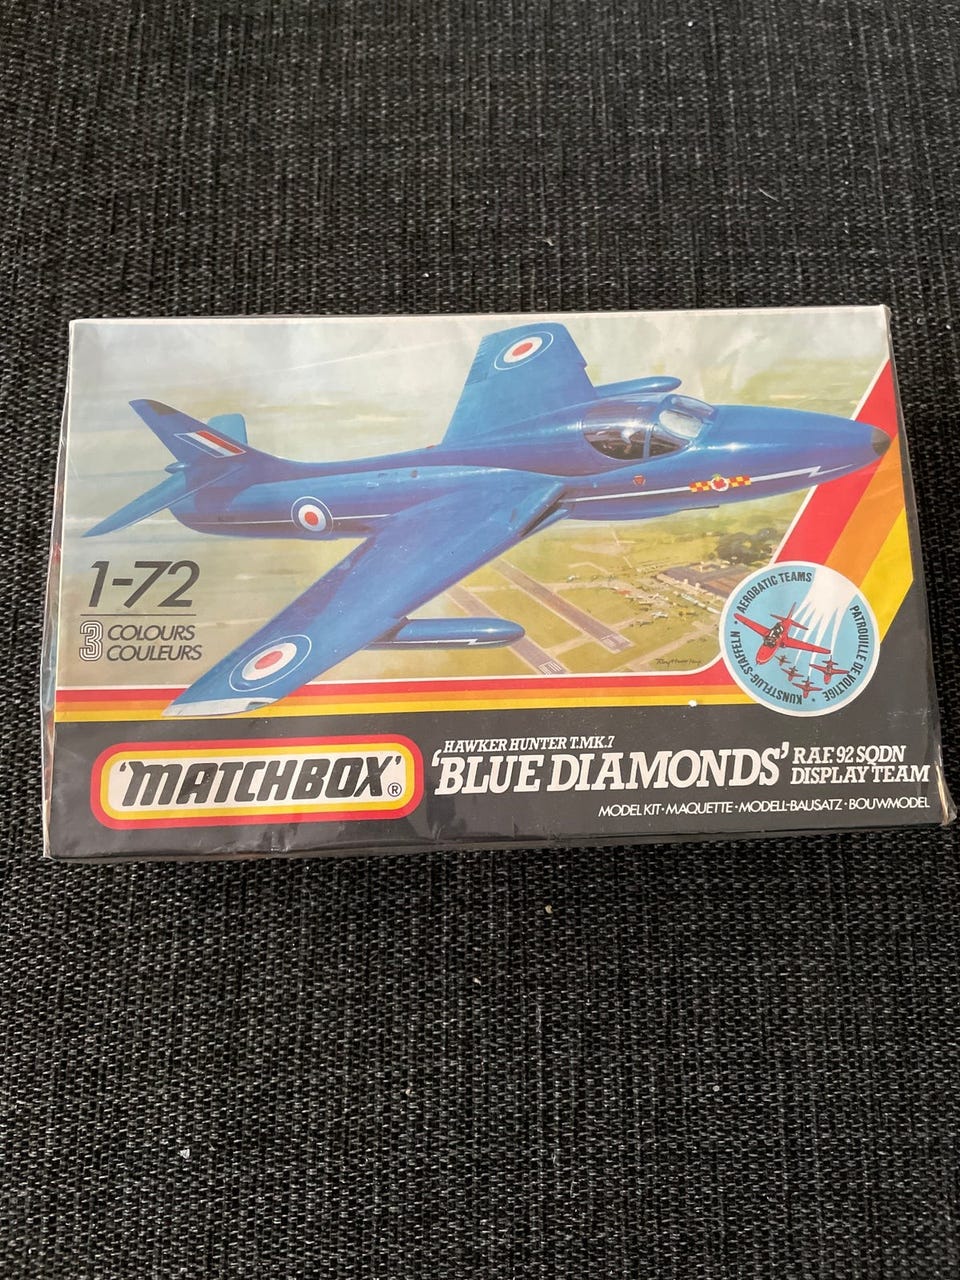 1-72
3 COLOURS
COULEURS
AEROBATIC TEAMS
PATROUILLE DE VOLTIGE
KUNSTFLUG-STAFFELN
'MATCHBOX'®
HAWKER HUNTER T.MK.7
'BLUE DIAMONDS'
R.A.F. 92 SQDN
DISPLAY TEAM
MODEL KIT · MAQUETTE · MODELL-BAUSATZ · BOUWMODEL